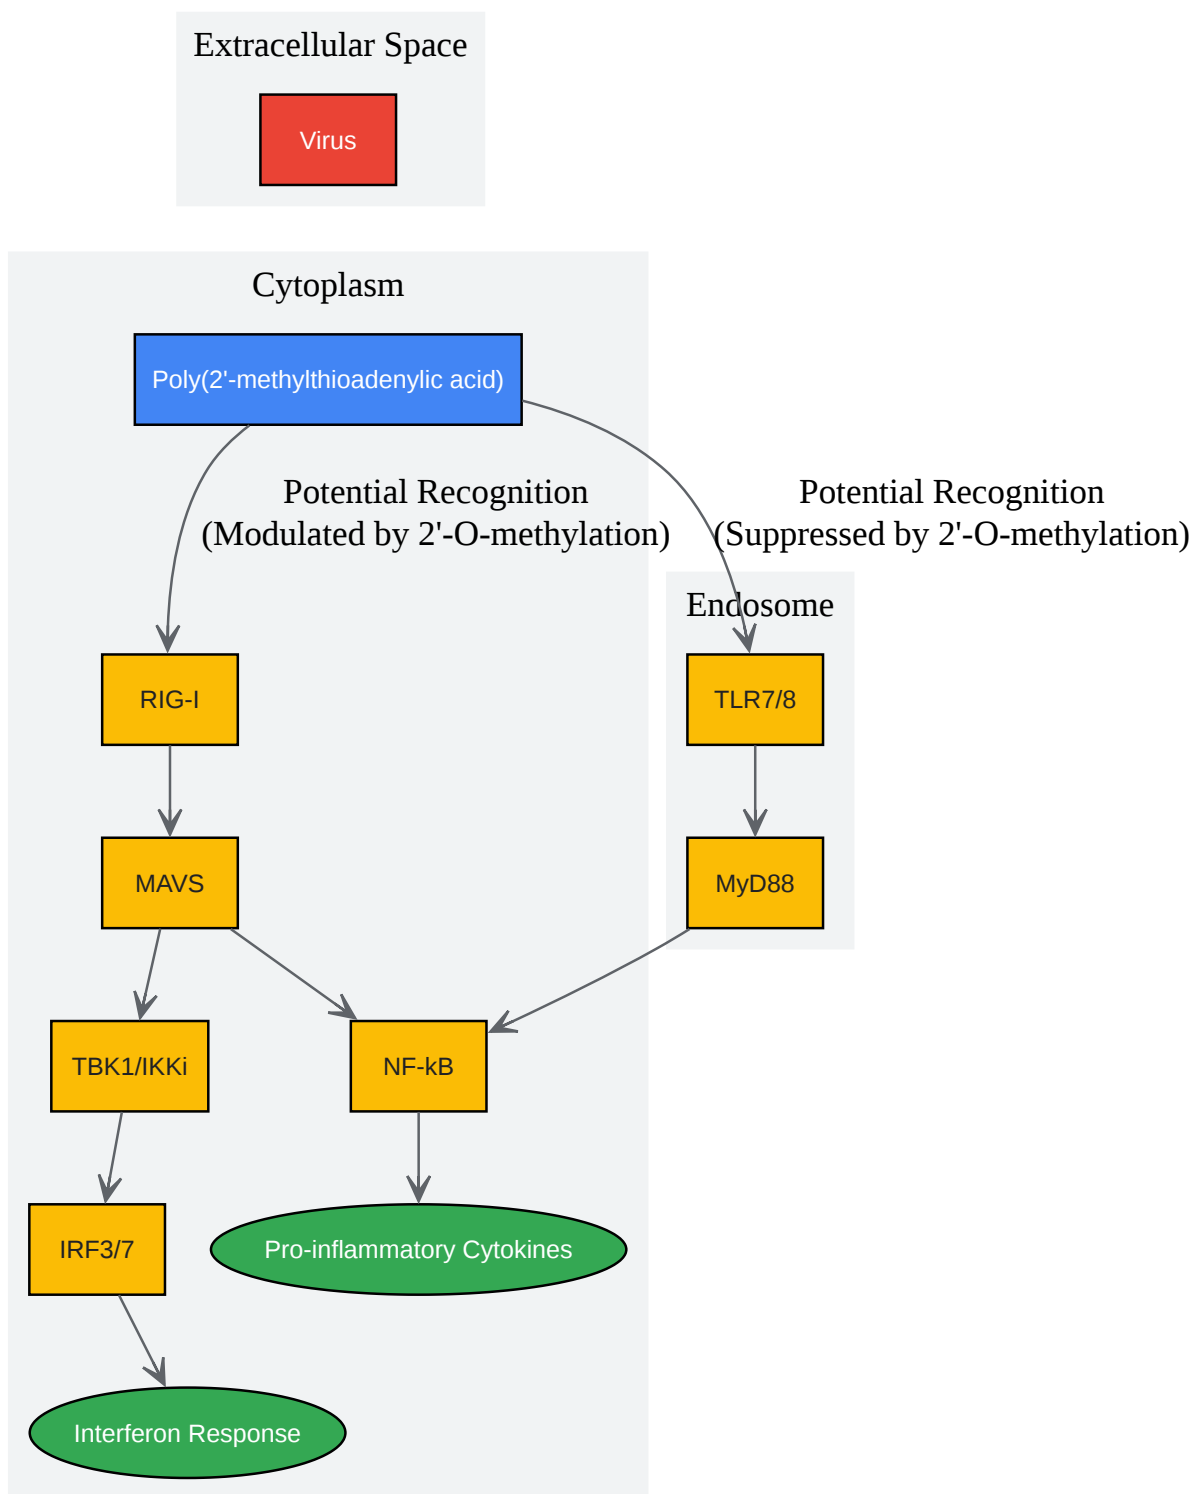 Extracellular Space
Virus
Cytoplasm
Poly(2'-methylthioadenylic acid)
Potential Recognition
(Modulated by 2'-O-methylation)
Potential Recognition
(Suppressed by 2'-O-methylation)
Endosome
RIG-I
TLR7/8
MAVS
MyD88
TBK1/IKKi
NF-kB
IRF3/7
Pro-inflammatory Cytokines
Interferon Response